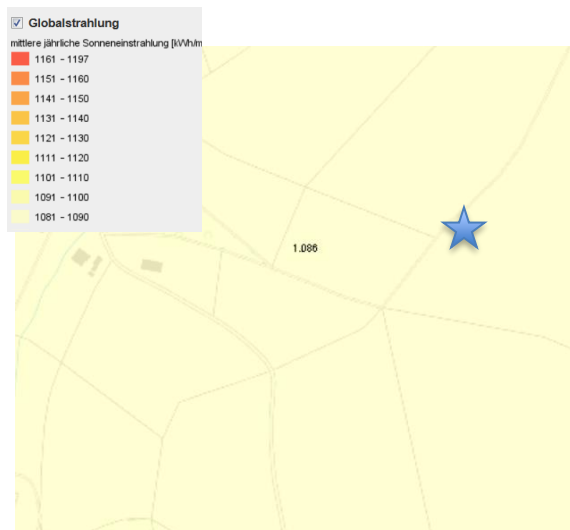 Globalstrahlung
mittlere jährliche Sonneneinstrahlung [kWh/m
1161 - 1197
1151 - 1160
1141 - 1150
1131 - 1140
1121 - 1130
1111 - 1120
1101 - 1110
1091 - 1100
1081 - 1090
1.086